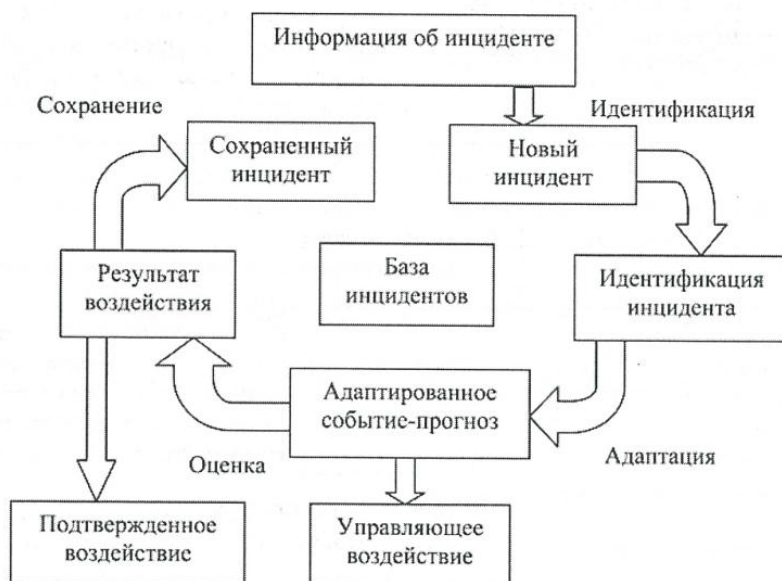 Информация об инциденте
Сохранение
Идентификация
Сохраненный
инцидент
Новый
инцидент
Результат
воздействия
База
инцидентов
Идентификация
инцидента
Адаптированное
событие-прогноз
Оценка
Адаптация
Подтвержденное
воздействие
Управляющее
воздействие